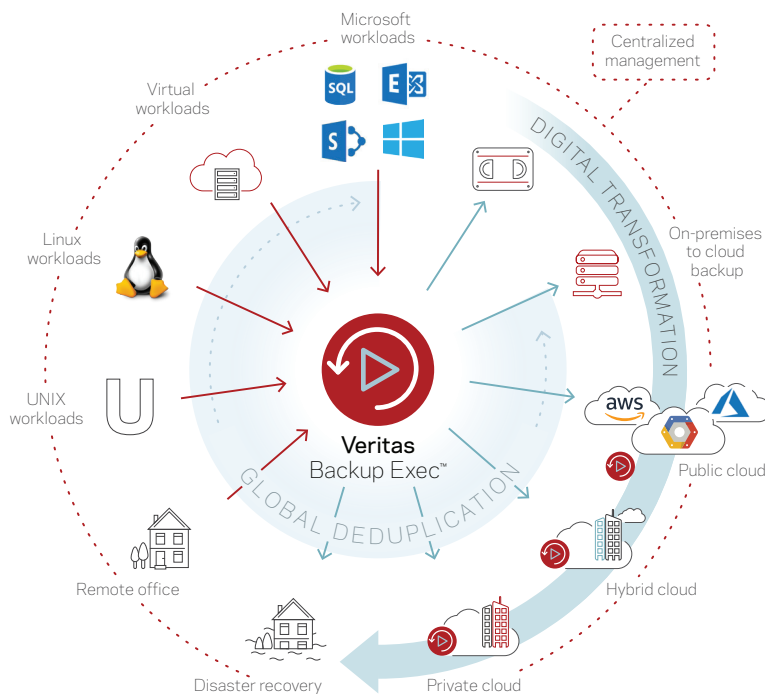 Microsoft
workloads
Centralized
management
Virtual
workloads
SQL
E
S
DIGITAL TRANSFORMATION
Linux
workloads
On-premises
to cloud
backup
UNIX
workloads
U
aws
Veritas
Backup Exec™
Public cloud
GLOBAL DEDUPLICATION
Remote office
Hybrid cloud
Disaster recovery
Private cloud